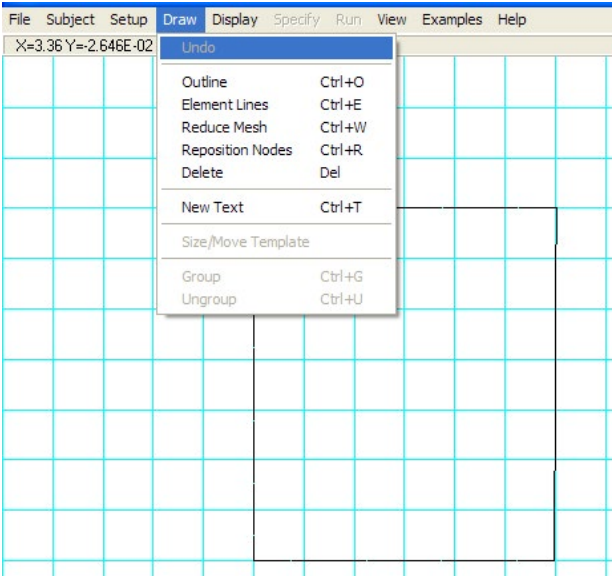 File Subject Setup Draw Display Specify Run View Examples Help
X=3.36 Y=-2.646E-02
Undo
Outline Ctrl+O
Element Lines Ctrl+E
Reduce Mesh Ctrl+W
Reposition Nodes Ctrl+R
Delete Del
New Text Ctrl+T
Size/Move Template
Group Ctrl+G
Ungroup Ctrl+U